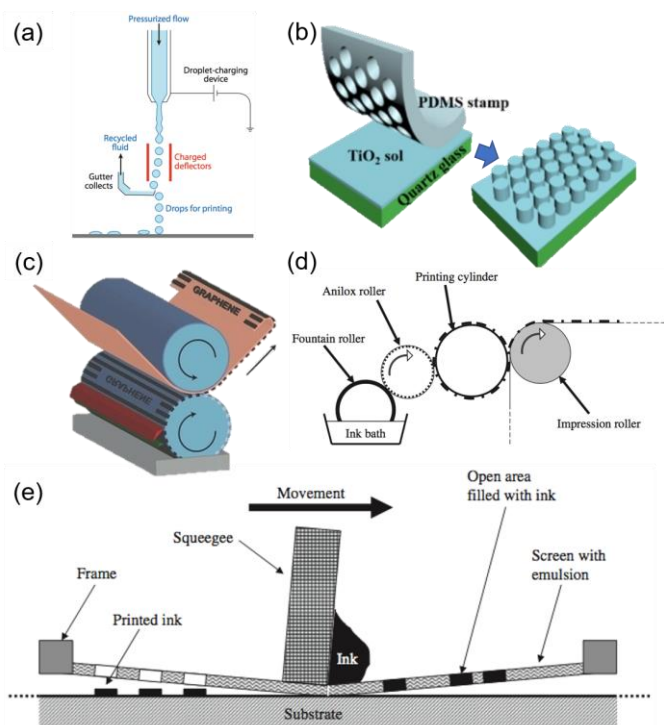 (a)
Pressurized flow
Droplet-charging
device
Recycled
fluid
Charged
deflectors
Gutter
collects
Drops for printing
(b)
PDMS stamp
TiO₂ sol
Quartz glass
(c)
GRAPHENE
GRAPHENE
(d)
Printing cylinder
Anilox roller
Fountain roller
Ink bath
Impression roller
(e)
Movement
Open area
filled with ink
Squeegee
Screen with
emulsion
Frame
Printed ink
Ink
Substrate